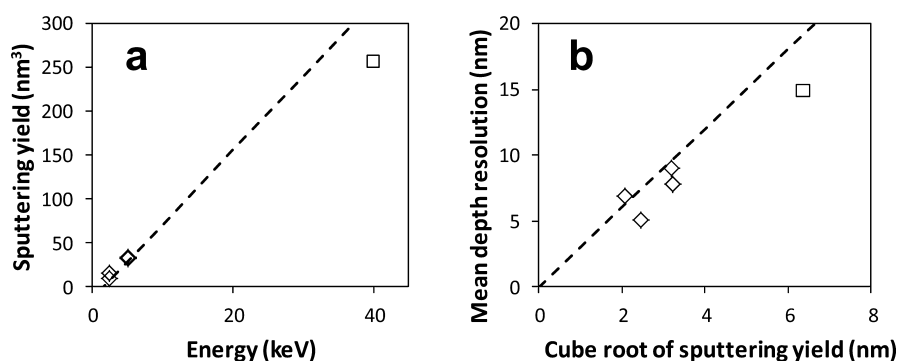 a
Sputtering yield (nm³)
300
250
200
150
100
50
0
0 20 40
Energy (keV)
b
Mean depth resolution (nm)
20
15
10
5
0
0 2 4 6 8
Cube root of sputtering yield (nm)